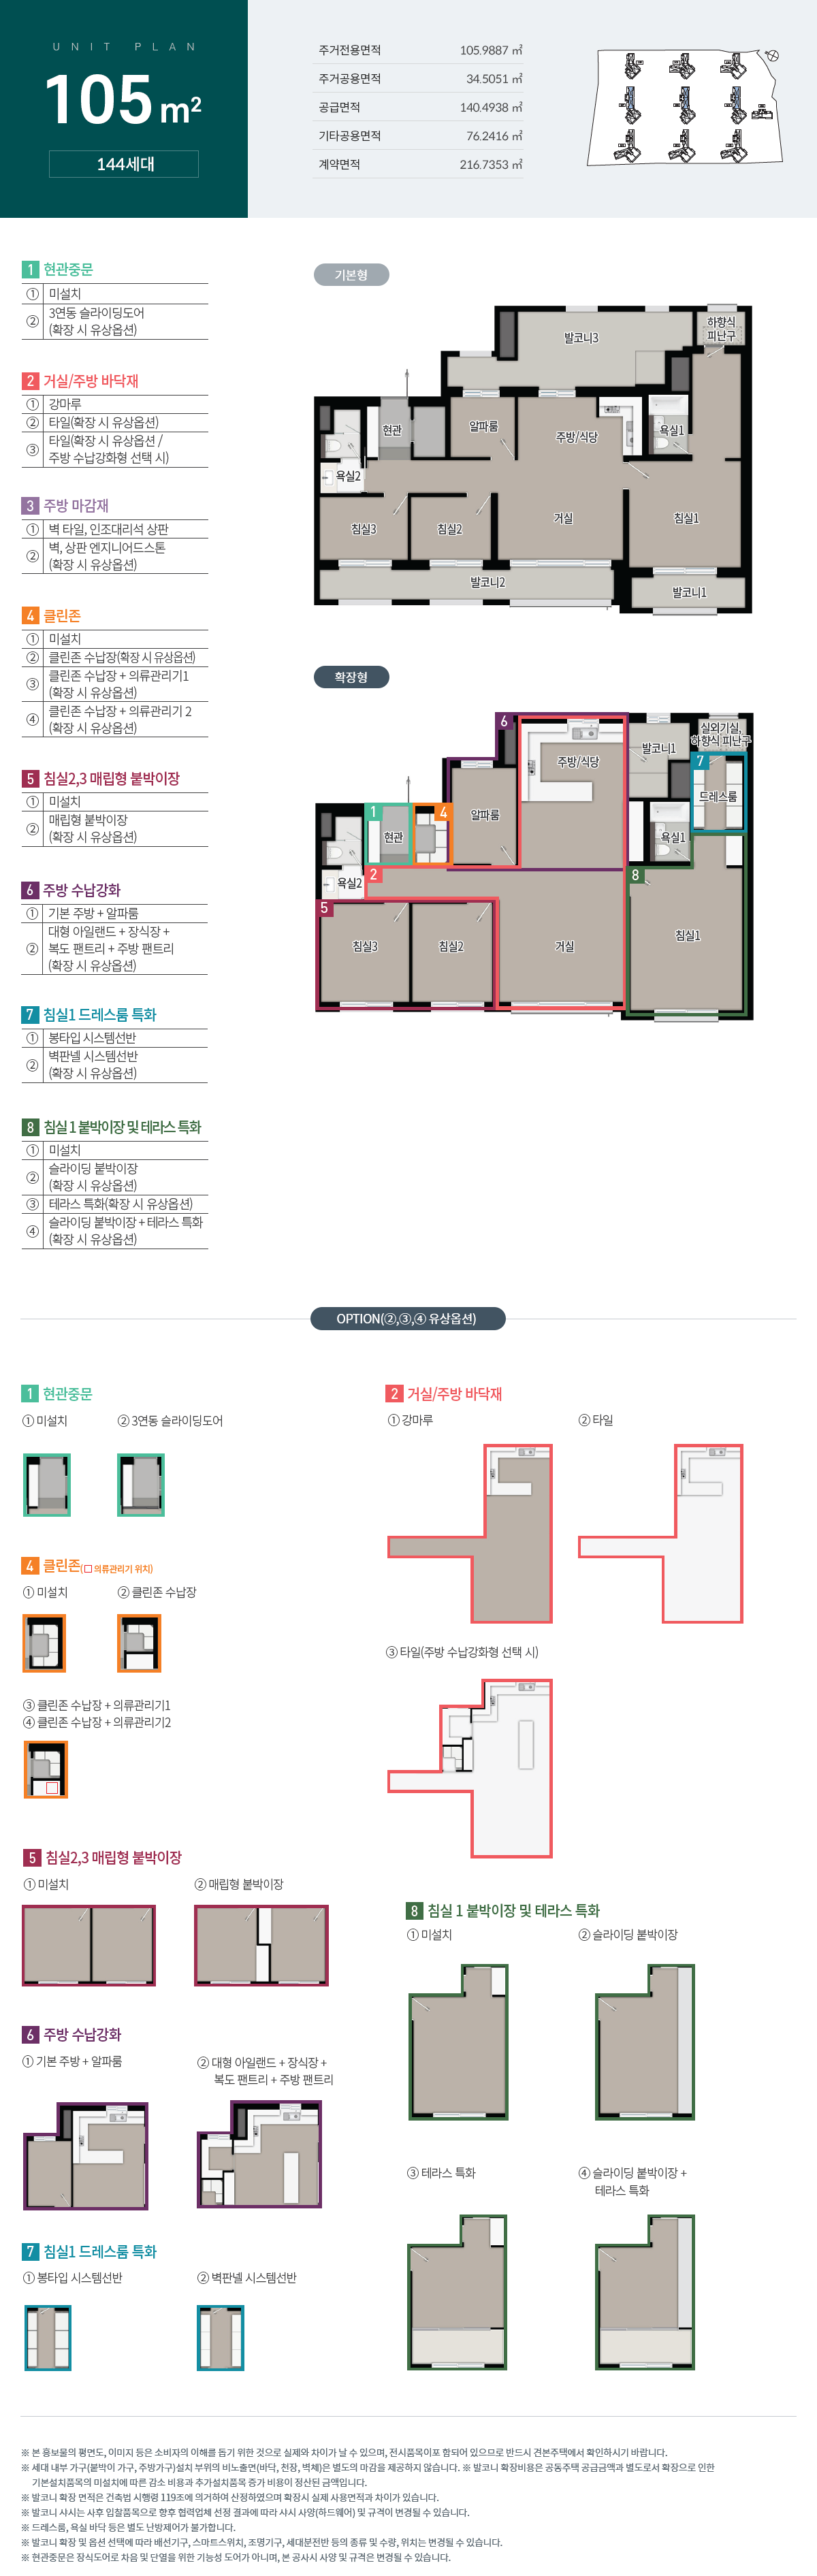 UNIT PLAN
105 m²
144세대
주거전용면적 105.9887 ㎡
주거공용면적 34.5051 ㎡
공급면적 140.4938 ㎡
기타공용면적 76.2416 ㎡
계약면적 216.7353 ㎡
1 현관중문
① 미설치
② 3연동 슬라이딩도어
(확장 시 유상옵션)
2 거실/주방 바닥재
① 강마루
② 타일(확장 시 유상옵션)
③ 타일(확장 시 유상옵션 /
주방 수납강화형 선택 시)
3 주방 마감재
① 벽 타일, 인조대리석 상판
② 벽, 상판 엔지니어드스톤
(확장 시 유상옵션)
4 클린존
① 미설치
② 클린존 수납장(확장 시 유상옵션)
③ 클린존 수납장 + 의류관리기1
(확장 시 유상옵션)
④ 클린존 수납장 + 의류관리기 2
(확장 시 유상옵션)
5 침실2,3 매립형 붙박이장
① 미설치
② 매립형 붙박이장
(확장 시 유상옵션)
6 주방 수납강화
① 기본 주방 + 알파룸
② 대형 아일랜드 + 장식장 +
복도 팬트리 + 주방 팬트리
(확장 시 유상옵션)
7 침실1 드레스룸 특화
① 봉타입 시스템선반
② 벽판넬 시스템선반
(확장 시 유상옵션)
8 침실 1 붙박이장 및 테라스 특화
① 미설치
② 슬라이딩 붙박이장
(확장 시 유상옵션)
③ 테라스 특화(확장 시 유상옵션)
④ 슬라이딩 붙박이장 + 테라스 특화
(확장 시 유상옵션)
기본형
발코니3
하향식
피난구
현관
알파룸
주방/식당
욕실1
욕실2
침실3
침실2
거실
침실1
발코니2
발코니1
확장형
6
주방/식당
발코니1
실외기실,
하향식 피난구
7
드레스룸
1
현관
4
알파룸
욕실1
2
욕실2
8
5
침실3
침실2
거실
침실1
OPTION(②,③,④ 유상옵션)
1 현관중문
① 미설치
② 3연동 슬라이딩도어
2 거실/주방 바닥재
① 강마루
② 타일
③ 타일(주방 수납강화형 선택 시)
4 클린존(□ 의류관리기 위치)
① 미설치
② 클린존 수납장
③ 클린존 수납장 + 의류관리기1
④ 클린존 수납장 + 의류관리기2
5 침실2,3 매립형 붙박이장
① 미설치
② 매립형 붙박이장
6 주방 수납강화
① 기본 주방 + 알파룸
② 대형 아일랜드 + 장식장 +
복도 팬트리 + 주방 팬트리
7 침실1 드레스룸 특화
① 봉타입 시스템선반
② 벽판넬 시스템선반
8 침실 1 붙박이장 및 테라스 특화
① 미설치
② 슬라이딩 붙박이장
③ 테라스 특화
④ 슬라이딩 붙박이장 +
테라스 특화
※ 본 홍보물의 평면도, 이미지 등은 소비자의 이해를 돕기 위한 것으로 실제와 차이가 날 수 있으며, 전시품목이포 함되어 있으므로 반드시 견본주택에서 확인하시기 바랍니다.
※ 세대 내부 가구(붙박이 가구, 주방가구)설치 부위의 비노출면(바닥, 천장, 벽체)은 별도의 마감을 제공하지 않습니다. ※ 발코니 확장비용은 공동주택 공급금액과 별도로서 확장으로 인한
기본설치품목의 미설치에 따른 감소 비용과 추가설치품목 증가 비용이 정산된 금액입니다.
※ 발코니 확장 면적은 건축법 시행령 119조에 의거하여 산정하였으며 확장시 실제 사용면적과 차이가 있습니다.
※ 발코니 샤시는 사후 입찰품목으로 향후 협력업체 선정 결과에 따라 샤시 사양(하드웨어) 및 규격이 변경될 수 있습니다.
※ 드레스룸, 욕실 바닥 등은 별도 난방제어가 불가합니다.
※ 발코니 확장 및 옵션 선택에 따라 배선기구, 스마트스위치, 조명기구, 세대분전반 등의 종류 및 수량, 위치는 변경될 수 있습니다.
※ 현관중문은 장식도어로 차음 및 단열을 위한 기능성 도어가 아니며, 본 공사시 사양 및 규격은 변경될 수 있습니다.